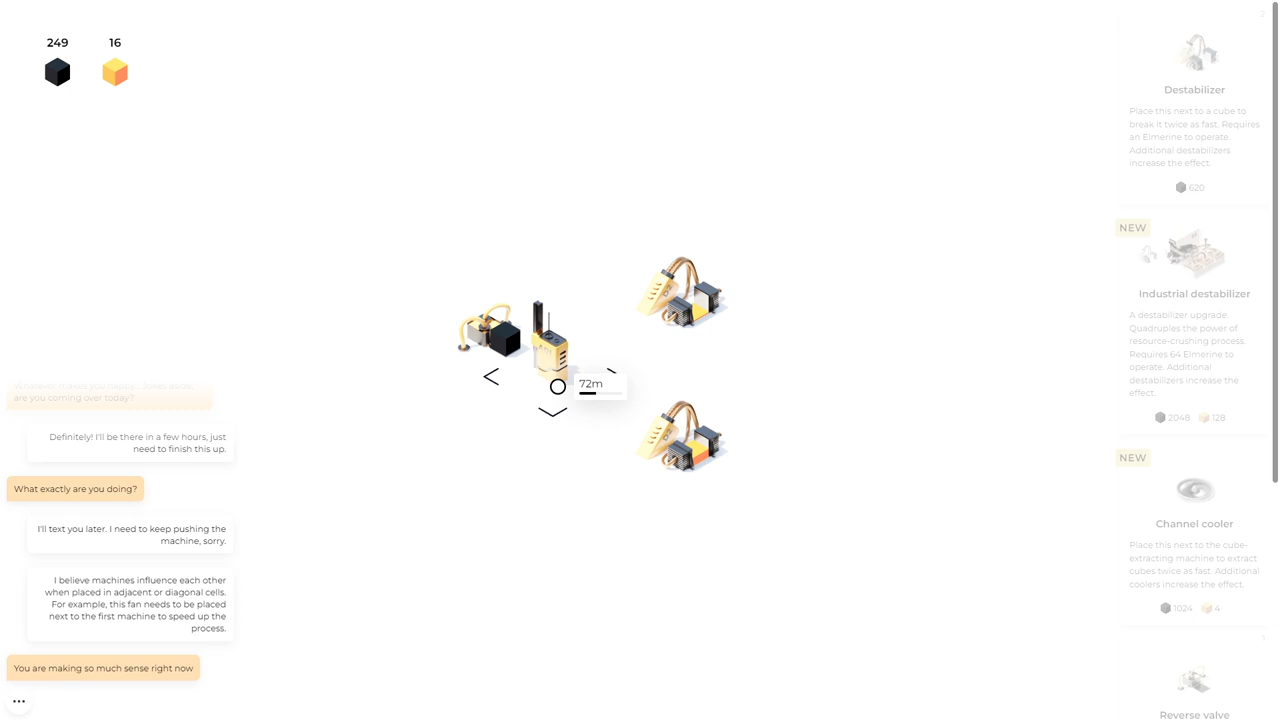 249
16
72m
Whatever makes you happy. Jones aside,
are you coming over today?
Definitely! I'll be there in a few hours, just
need to finish this up.
What exactly are you doing?
I'll text you later. I need to keep pushing the
machine, sorry.
I believe machines influence each other
when placed in adjacent or diagonal cells.
For example, this fan needs to be placed
next to the first machine to speed up the
process.
You are making so much sense right now
2
Destabilizer
Place this next to a cube to
break it twice as fast. Requires
an Elmerine to operate.
Additional destabilizers
increase the effect.
620
NEW
Industrial destabilizer
A destabilizer upgrade.
Quadruples the power of
resource-crushing process.
Requires 64 Elmerine to
operate. Additional
destabilizers increase the
effect.
2048 128
NEW
Channel cooler
Place this next to the cube-
extracting machine to extract
cubes twice as fast. Additional
coolers increase the effect.
1024 4
Reverse valve